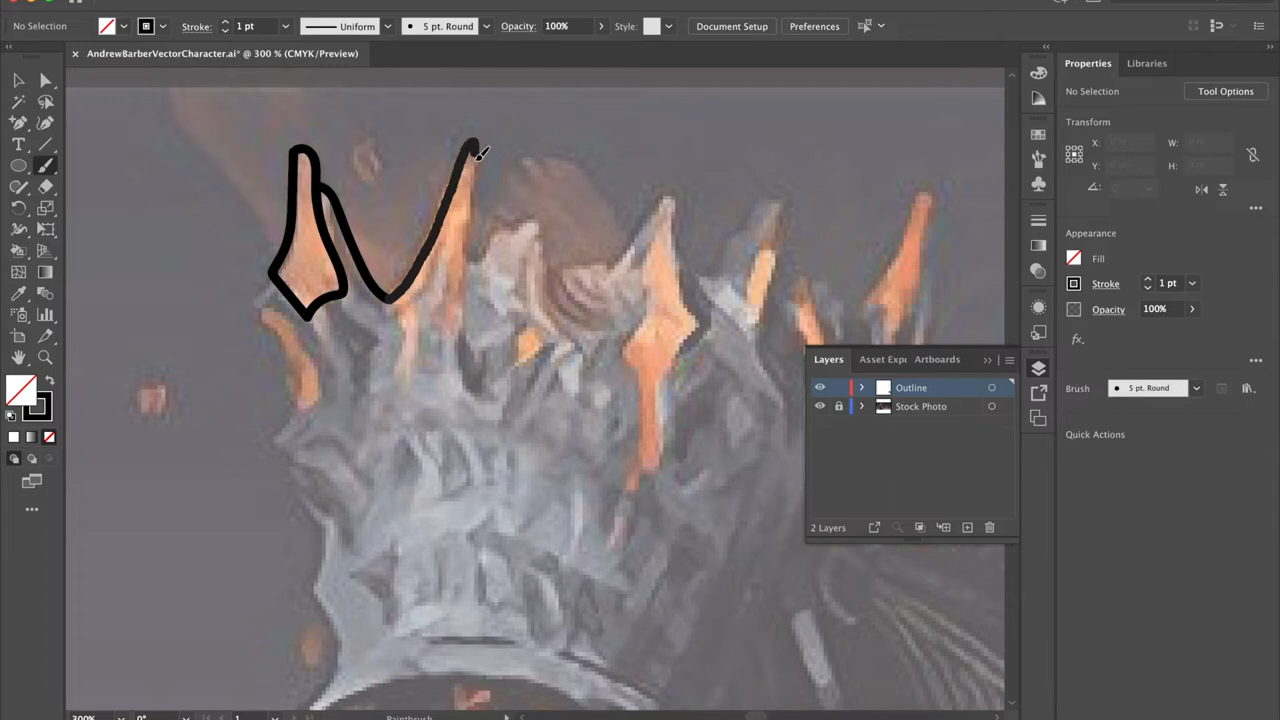 No Selection Stroke: 1 pt Uniform 5 pt. Round Opacity: 100% Style: Document Setup Preferences
AndrewBarberVectorCharacter.ai* @ 300 % (CMYK/Preview)
Properties Libraries
No Selection Tool Options
Transform
X: W:
Y: H:
Appearance
Fill
Stroke 1 pt
Opacity 100%
fx.
Brush 5 pt. Round
Quick Actions
Layers Asset Expo Artboards
Outline
Stock Photo
2 Layers
300% 0° 1 Paintbrush